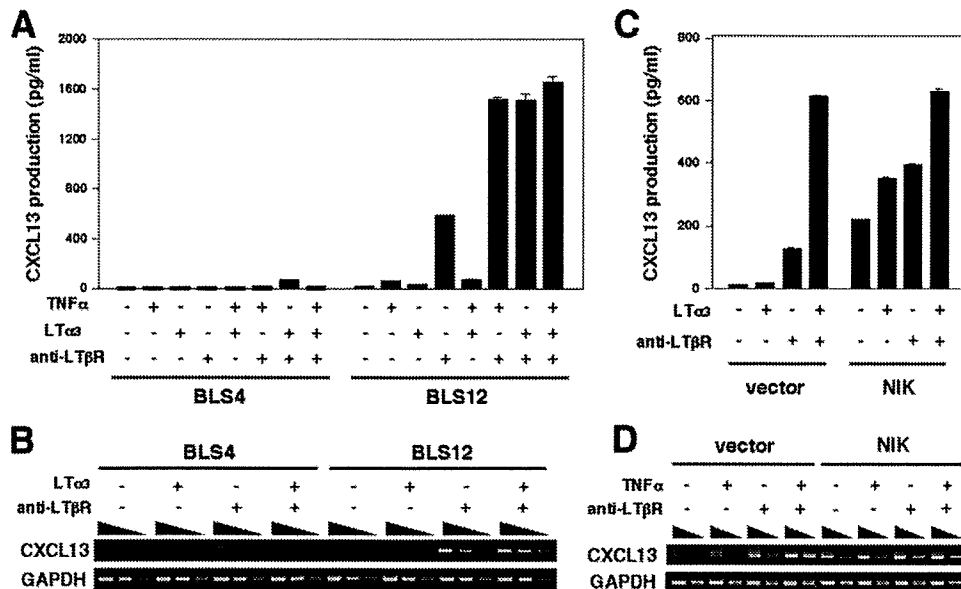 A
CXCL13 production (pg/ml)
2000
1600
1200
800
400
0
TNFα - + - - + + - + - + - - + + - +
LTα3 - - + - + - + + - - + - + - + +
anti-LTβR - - - + - + + + - - - + - + + +
BLS4 BLS12
C
CXCL13 production (pg/ml)
800
600
400
200
0
LTα3 - + - + - + - +
anti-LTβR - - + + - - + +
vector NIK
B
BLS4 BLS12
LTα3 - + - + - + - +
anti-LTβR - - + + - - + +
CXCL13
GAPDH
D
vector NIK
TNFα - + - + - + - +
anti-LTβR - - + + - - + +
CXCL13
GAPDH